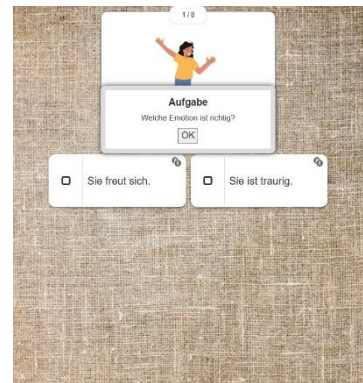 1 / 8
Aufgabe
Welche Emotion ist richtig?
OK
Sie freut sich.
Sie ist traurig.